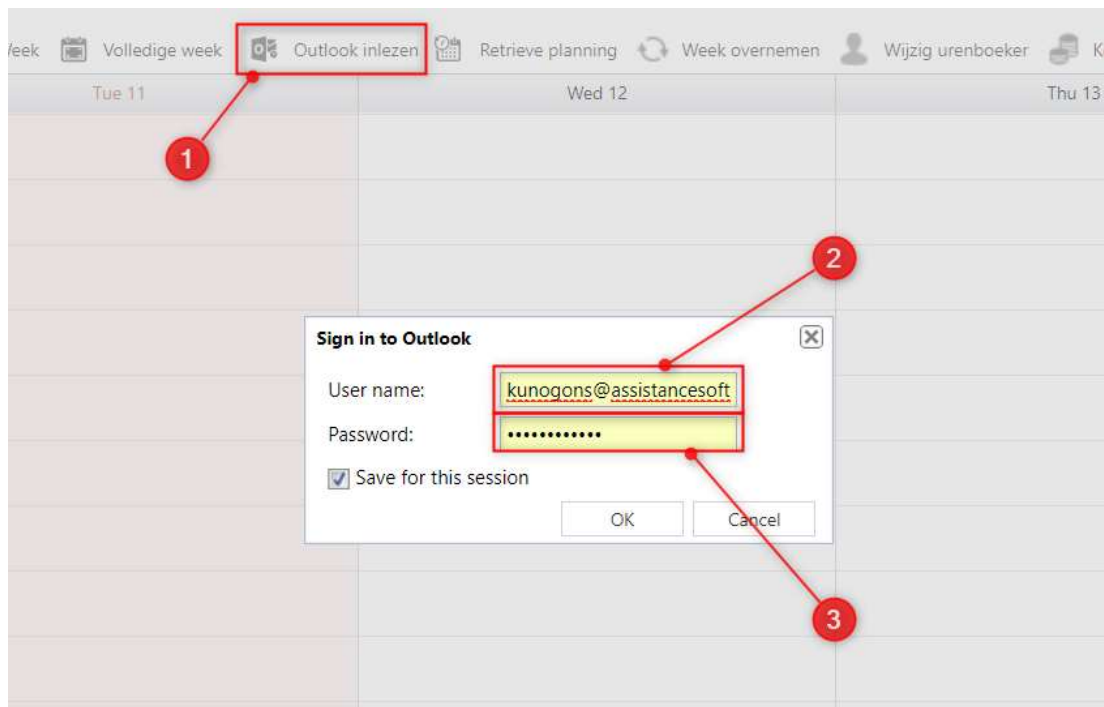 Week Volledige week Outlook inlezen Retrieve planning Week overnemen Wijzig urenboeker
Tue 11 Wed 12 Thu 13
1
2
Sign in to Outlook
User name: kunogons@assistancesoft
Password: ••••••••••••
Save for this session
OK Cancel
3